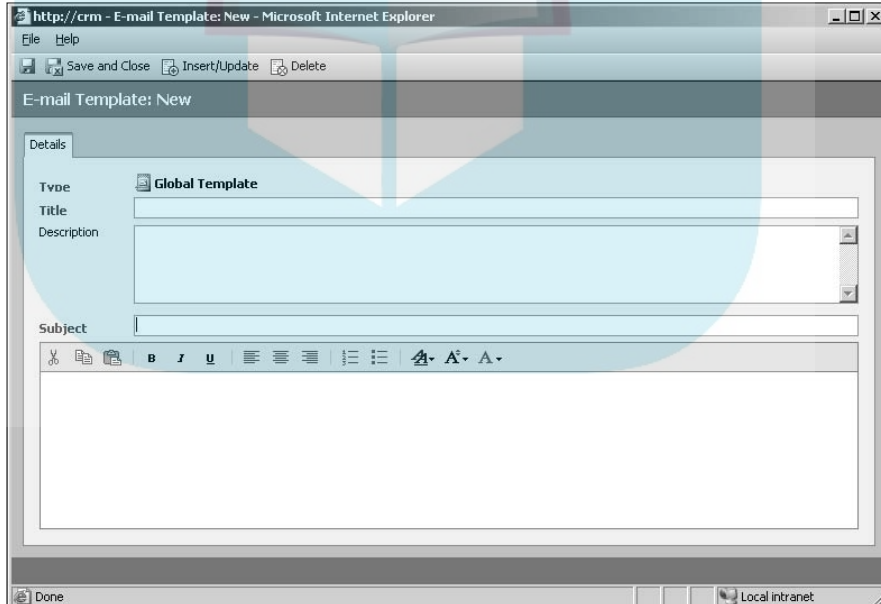 http://crm - E-mail Template: New - Microsoft Internet Explorer
File Help
Save and Close Insert/Update Delete
E-mail Template: New
Details
Type Global Template
Title
Description
Subject
B I U A A A
Done Local intranet